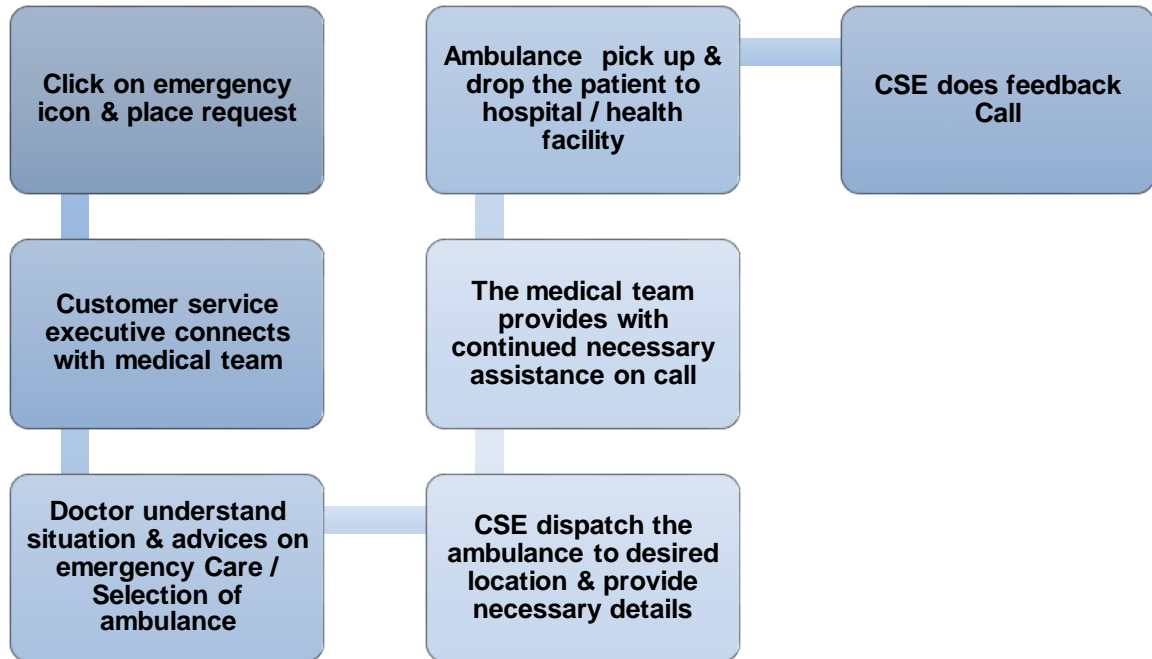 Click on emergency
icon & place request
Customer service
executive connects
with medical team
Doctor understand
situation & advices on
emergency Care /
Selection of
ambulance
CSE dispatch the
ambulance to desired
location & provide
necessary details
The medical team
provides with
continued necessary
assistance on call
Ambulance pick up &
drop the patient to
hospital / health
facility
CSE does feedback
Call